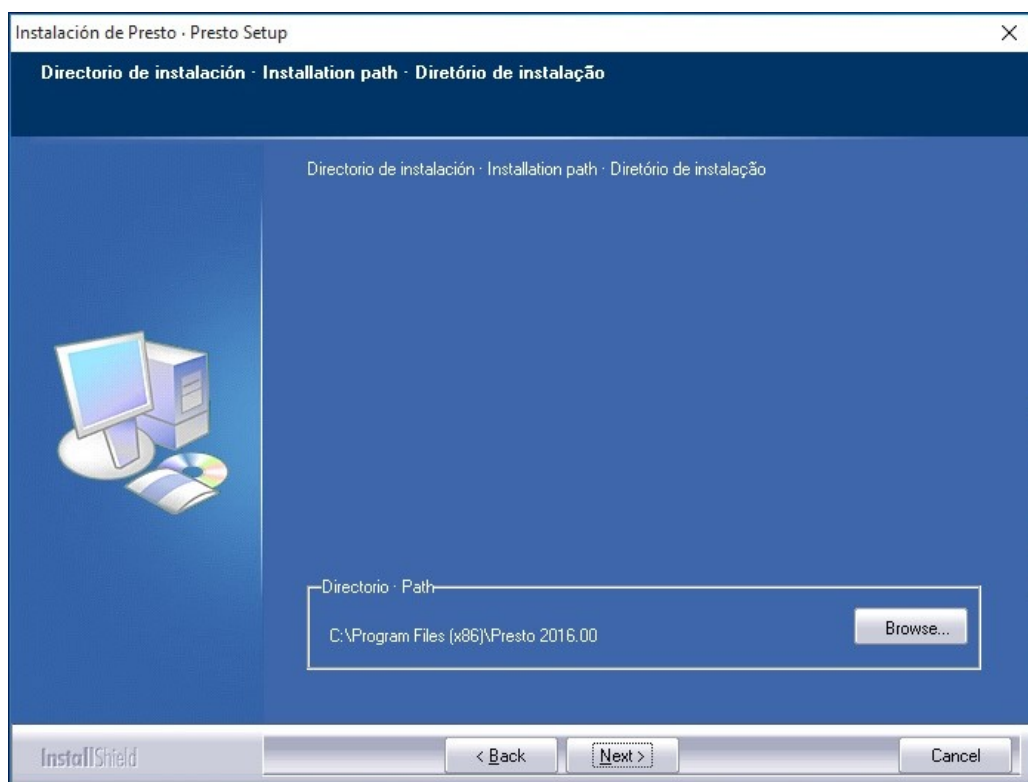 Instalación de Presto · Presto Setup
Directorio de instalación · Installation path · Diretório de instalação
Directorio de instalación · Installation path · Diretório de instalação
Directorio · Path
C:\Program Files (x86)\Presto 2016.00
Browse...
InstallShield
< Back
Next >
Cancel